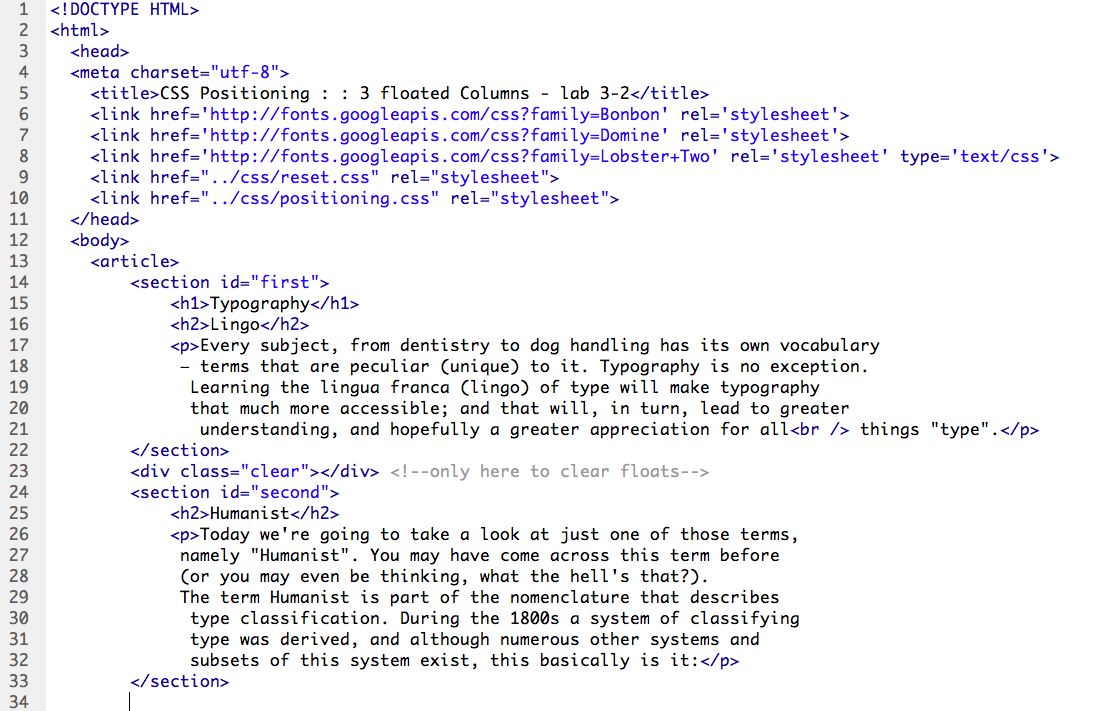 1 <!DOCTYPE HTML>
2 <html>
3 <head>
4 <meta charset="utf-8">
5 <title>CSS Positioning : : 3 floated Columns - lab 3-2</title>
6 <link href='http://fonts.googleapis.com/css?family=Bonbon' rel='stylesheet'>
7 <link href='http://fonts.googleapis.com/css?family=Domine' rel='stylesheet'>
8 <link href='http://fonts.googleapis.com/css?family=Lobster+Two' rel='stylesheet' type='text/css'>
9 <link href="../css/reset.css" rel="stylesheet">
10 <link href="../css/positioning.css" rel="stylesheet">
11 </head>
12 <body>
13 <article>
14 <section id="first">
15 <h1>Typography</h1>
16 <h2>Lingo</h2>
17 <p>Every subject, from dentistry to dog handling has its own vocabulary
18 – terms that are peculiar (unique) to it. Typography is no exception.
19 Learning the lingua franca (lingo) of type will make typography
20 that much more accessible; and that will, in turn, lead to greater
21 understanding, and hopefully a greater appreciation for all<br /> things "type".</p>
22 </section>
23 <div class="clear"></div> <!--only here to clear floats-->
24 <section id="second">
25 <h2>Humanist</h2>
26 <p>Today we're going to take a look at just one of those terms,
27 namely "Humanist". You may have come across this term before
28 (or you may even be thinking, what the hell's that?).
29 The term Humanist is part of the nomenclature that describes
30 type classification. During the 1800s a system of classifying
31 type was derived, and although numerous other systems and
32 subsets of this system exist, this basically is it:</p>
33 </section>
34